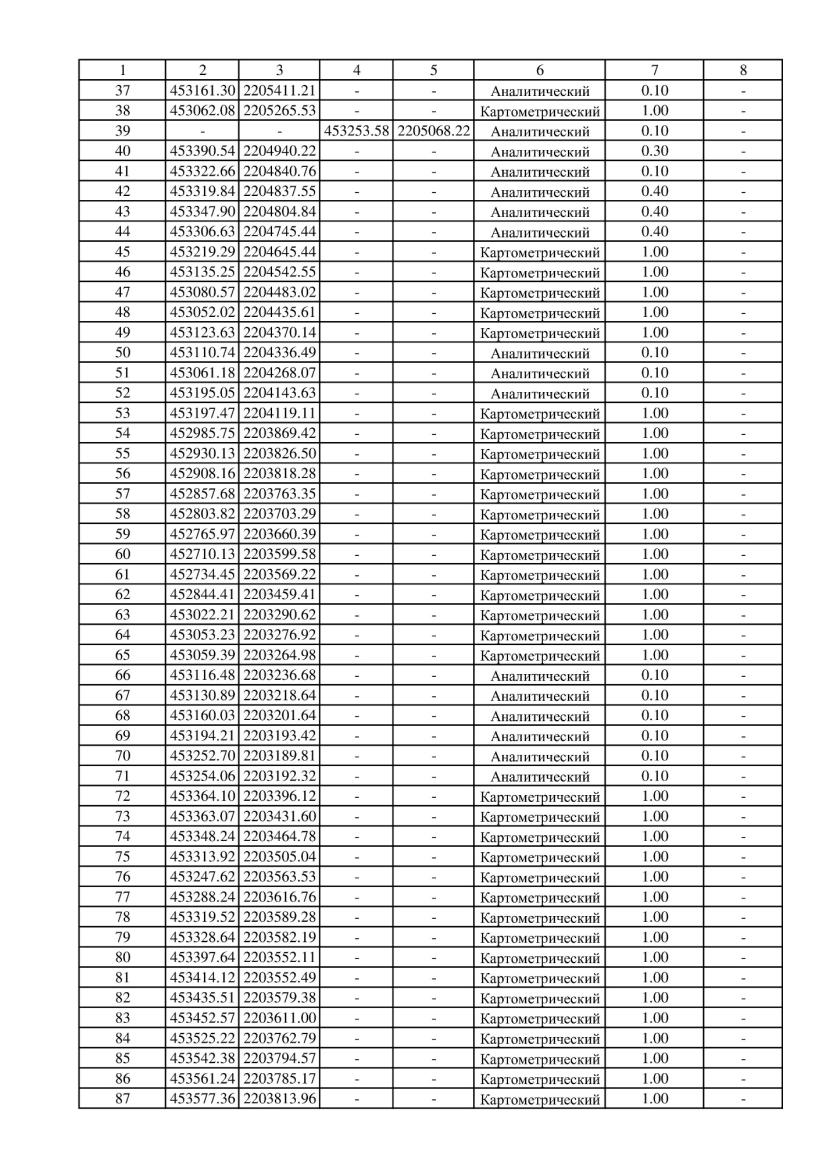 1 2 3 4 5 6 7 8
37 453161.30 2205411.21 - - Аналитический 0.10 -
38 453062.08 2205265.53 - - Картометрический 1.00 -
39 - - 453253.58 2205068.22 Аналитический 0.10 -
40 453390.54 2204940.22 - - Аналитический 0.30 -
41 453322.66 2204840.76 - - Аналитический 0.10 -
42 453319.84 2204837.55 - - Аналитический 0.40 -
43 453347.90 2204804.84 - - Аналитический 0.40 -
44 453306.63 2204745.44 - - Аналитический 0.40 -
45 453219.29 2204645.44 - - Картометрический 1.00 -
46 453135.25 2204542.55 - - Картометрический 1.00 -
47 453080.57 2204483.02 - - Картометрический 1.00 -
48 453052.02 2204435.61 - - Картометрический 1.00 -
49 453123.63 2204370.14 - - Картометрический 1.00 -
50 453110.74 2204336.49 - - Аналитический 0.10 -
51 453061.18 2204268.07 - - Аналитический 0.10 -
52 453195.05 2204143.63 - - Аналитический 0.10 -
53 453197.47 2204119.11 - - Картометрический 1.00 -
54 452985.75 2203869.42 - - Картометрический 1.00 -
55 452930.13 2203826.50 - - Картометрический 1.00 -
56 452908.16 2203818.28 - - Картометрический 1.00 -
57 452857.68 2203763.35 - - Картометрический 1.00 -
58 452803.82 2203703.29 - - Картометрический 1.00 -
59 452765.97 2203660.39 - - Картометрический 1.00 -
60 452710.13 2203599.58 - - Картометрический 1.00 -
61 452734.45 2203569.22 - - Картометрический 1.00 -
62 452844.41 2203459.41 - - Картометрический 1.00 -
63 453022.21 2203290.62 - - Картометрический 1.00 -
64 453053.23 2203276.92 - - Картометрический 1.00 -
65 453059.39 2203264.98 - - Картометрический 1.00 -
66 453116.48 2203236.68 - - Аналитический 0.10 -
67 453130.89 2203218.64 - - Аналитический 0.10 -
68 453160.03 2203201.64 - - Аналитический 0.10 -
69 453194.21 2203193.42 - - Аналитический 0.10 -
70 453252.70 2203189.81 - - Аналитический 0.10 -
71 453254.06 2203192.32 - - Аналитический 0.10 -
72 453364.10 2203396.12 - - Картометрический 1.00 -
73 453363.07 2203431.60 - - Картометрический 1.00 -
74 453348.24 2203464.78 - - Картометрический 1.00 -
75 453313.92 2203505.04 - - Картометрический 1.00 -
76 453247.62 2203563.53 - - Картометрический 1.00 -
77 453288.24 2203616.76 - - Картометрический 1.00 -
78 453319.52 2203589.28 - - Картометрический 1.00 -
79 453328.64 2203582.19 - - Картометрический 1.00 -
80 453397.64 2203552.11 - - Картометрический 1.00 -
81 453414.12 2203552.49 - - Картометрический 1.00 -
82 453435.51 2203579.38 - - Картометрический 1.00 -
83 453452.57 2203611.00 - - Картометрический 1.00 -
84 453525.22 2203762.79 - - Картометрический 1.00 -
85 453542.38 2203794.57 - - Картометрический 1.00 -
86 453561.24 2203785.17 - - Картометрический 1.00 -
87 453577.36 2203813.96 - - Картометрический 1.00 -